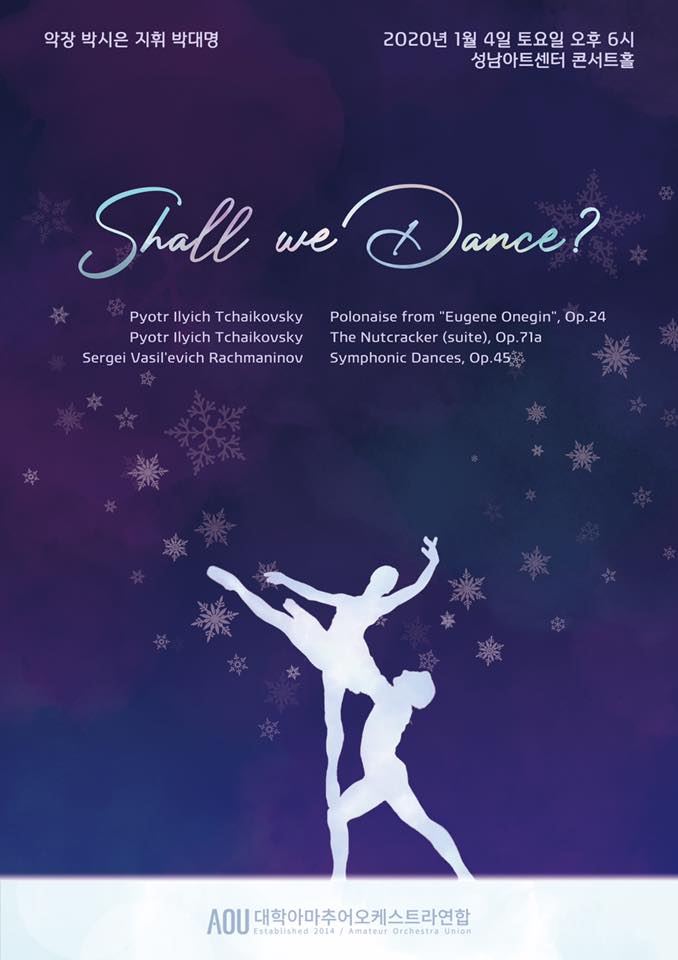 악장 박시은 지휘 박대명
2020년 1월 4일 토요일 오후 6시
성남아트센터 콘서트홀
Shall we Dance?
Pyotr Ilyich Tchaikovsky Polonaise from "Eugene Onegin", Op.24
Pyotr Ilyich Tchaikovsky The Nutcracker (suite), Op.71a
Sergei Vasil'evich Rachmaninov Symphonic Dances, Op.45
AOU 대학아마추어오케스트라연합
Established 2014 / Amateur Orchestra Union